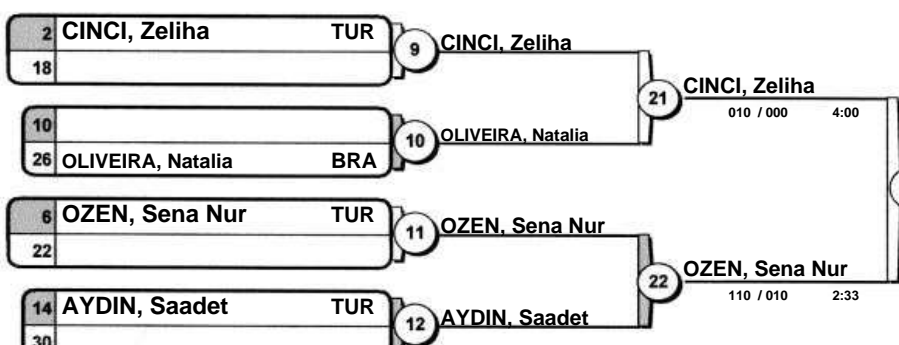 2 CINCI, Zeliha TUR
18
9 CINCI, Zeliha
10
26 OLIVEIRA, Natalia BRA
10 OLIVEIRA, Natalia
21 CINCI, Zeliha
010 / 000 4:00
6 OZEN, Sena Nur TUR
22
11 OZEN, Sena Nur
14 AYDIN, Saadet TUR
30
12 AYDIN, Saadet
22 OZEN, Sena Nur
110 / 010 2:33